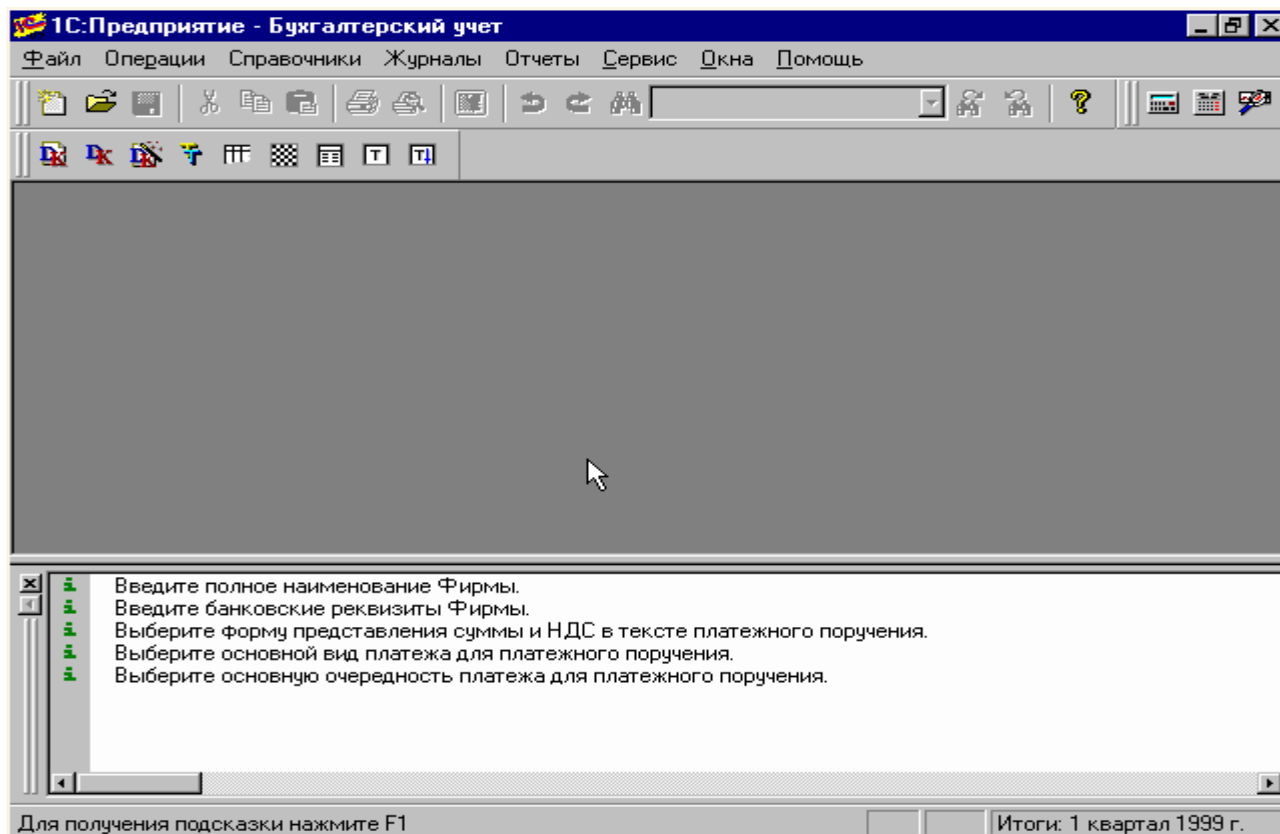 1С:Предприятие - Бухгалтерский учет
Файл Операции Справочники Журналы Отчеты Сервис Окна Помощь
Введите полное наименование Фирмы.
Введите банковские реквизиты Фирмы.
Выберите форму представления суммы и НДС в тексте платежного поручения.
Выберите основной вид платежа для платежного поручения.
Выберите основную очередность платежа для платежного поручения.
Для получения подсказки нажмите F1
Итоги: 1 квартал 1999 г.